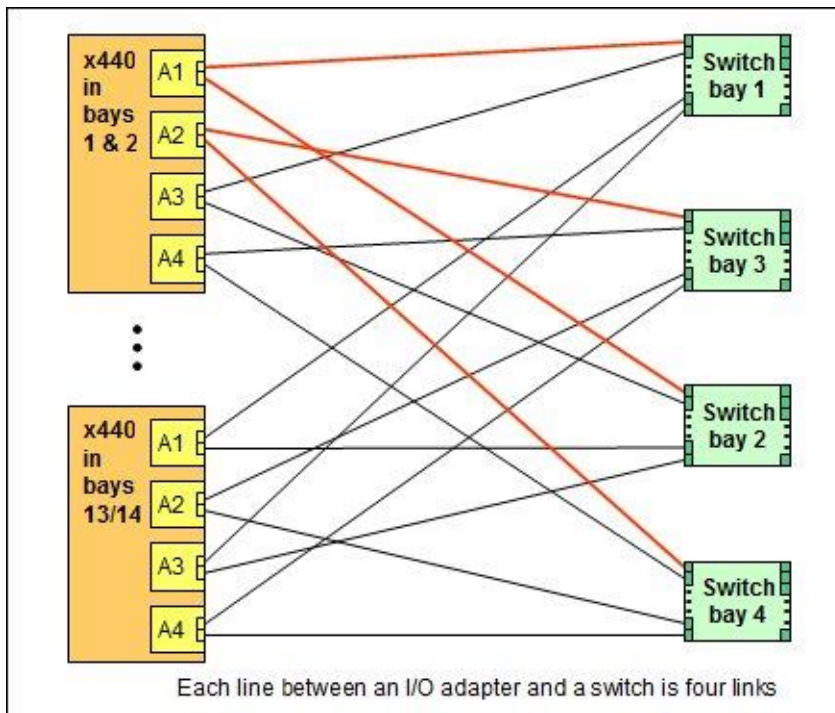 x440
in
bays
1 & 2
A1
A2
A3
A4
x440
in
bays
13/14
A1
A2
A3
A4
Switch
bay 1
Switch
bay 3
Switch
bay 2
Switch
bay 4
Each line between an I/O adapter and a switch is four links